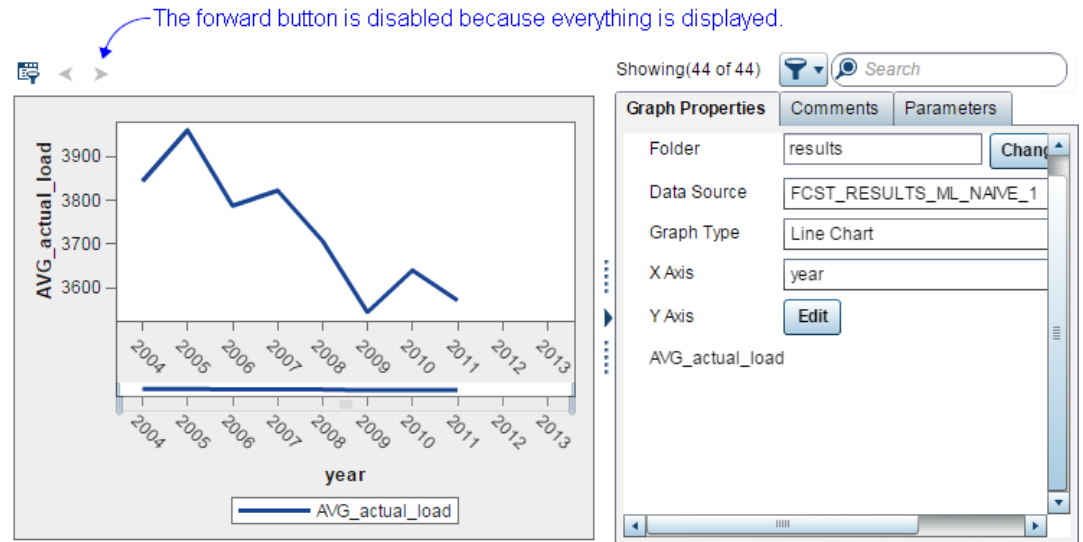 The forward button is disabled because everything is displayed.
Showing(44 of 44)
Search
Graph Properties
Comments
Parameters
AVG_actual_load
3900
3800
3700
3600
2004
2005
2006
2007
2008
2009
2010
2011
2012
2013
2004
2005
2006
2007
2008
2009
2010
2011
2012
2013
year
AVG_actual_load
Folder
results
Chang
Data Source
FCST_RESULTS_ML_NAIVE_1
Graph Type
Line Chart
X Axis
year
Y Axis
Edit
AVG_actual_load